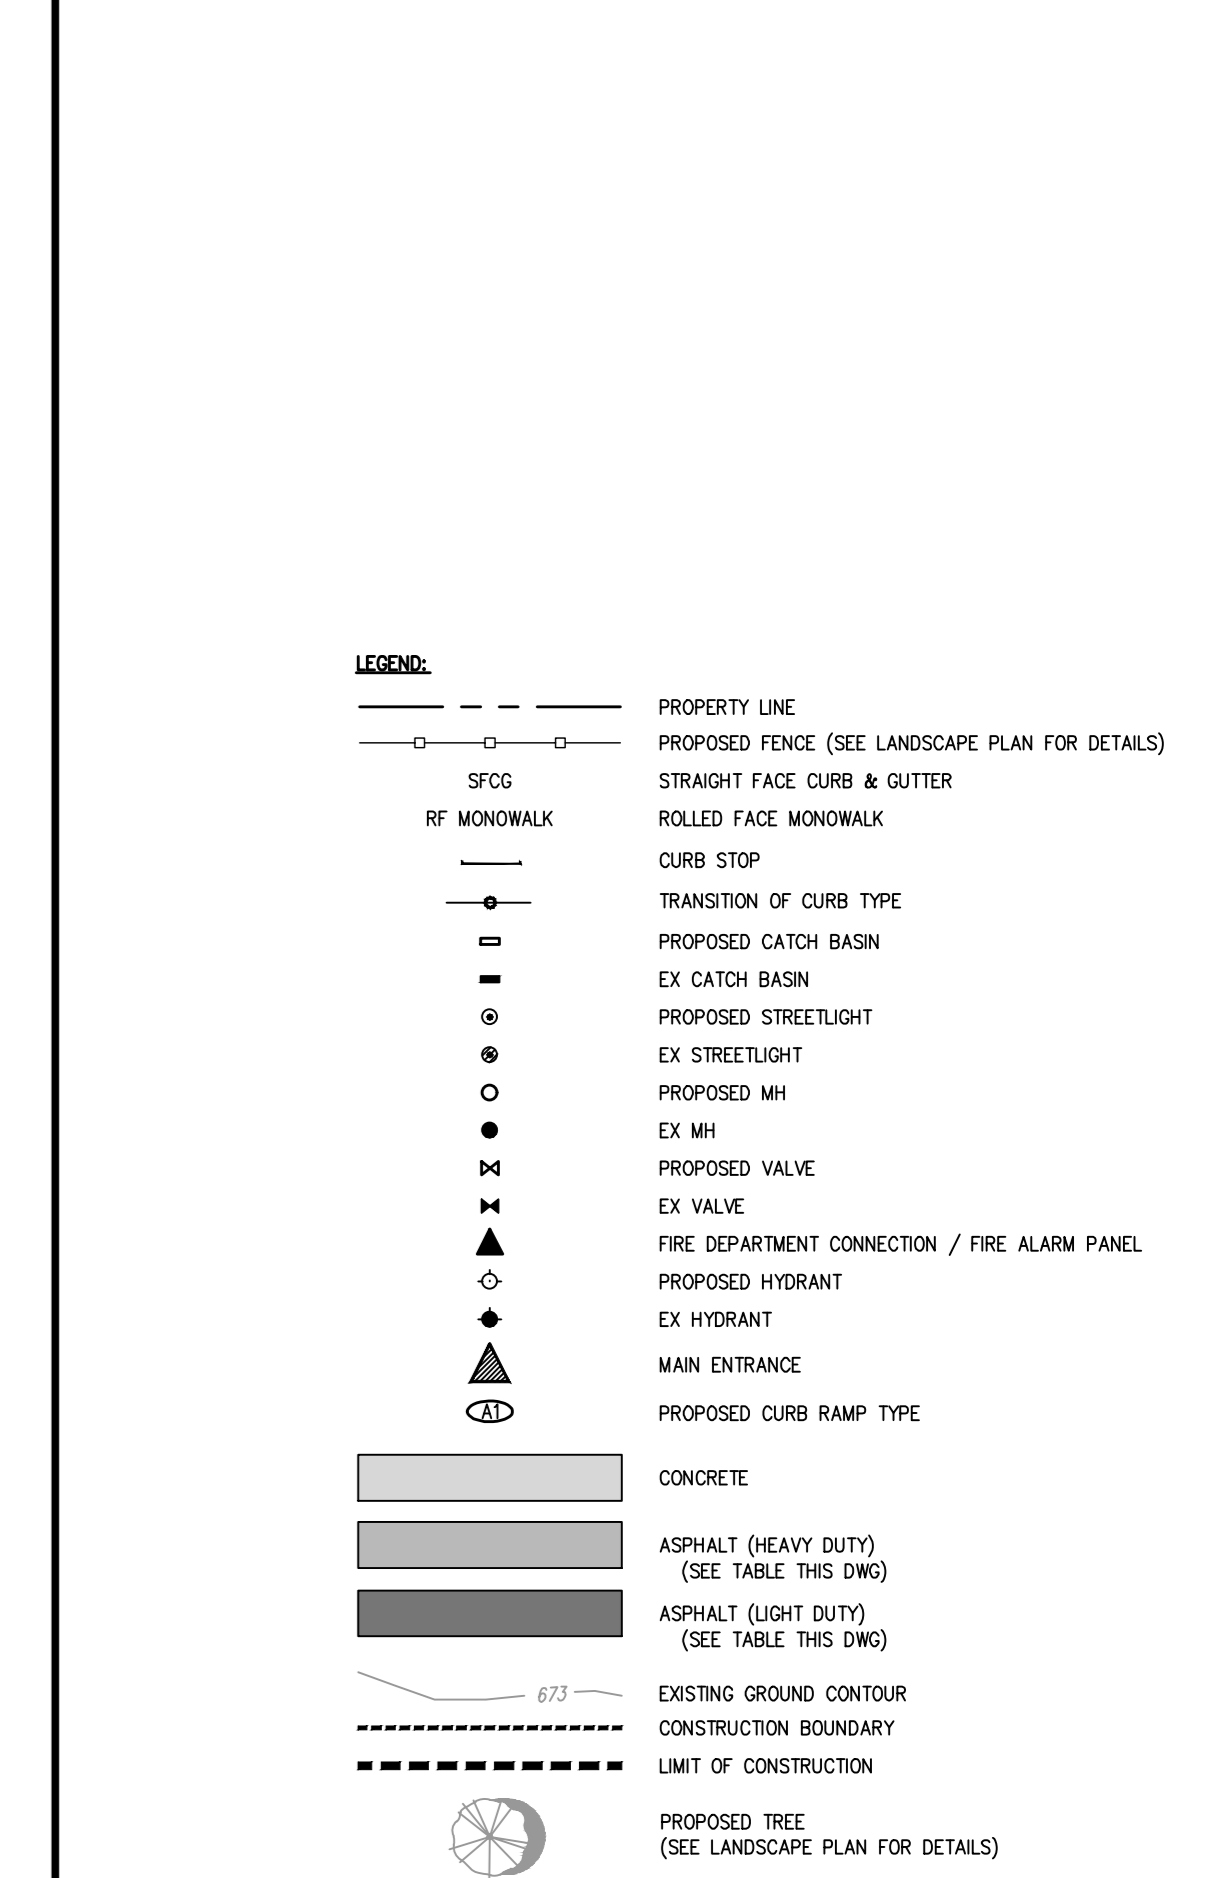 LEGEND:
PROPERTY LINE
PROPOSED FENCE (SEE LANDSCAPE PLAN FOR DETAILS)
SFCG STRAIGHT FACE CURB & GUTTER
RF MONOWALK ROLLED FACE MONOWALK
CURB STOP
TRANSITION OF CURB TYPE
PROPOSED CATCH BASIN
EX CATCH BASIN
PROPOSED STREETLIGHT
EX STREETLIGHT
PROPOSED MH
EX MH
PROPOSED VALVE
EX VALVE
FIRE DEPARTMENT CONNECTION / FIRE ALARM PANEL
PROPOSED HYDRANT
EX HYDRANT
MAIN ENTRANCE
A1 PROPOSED CURB RAMP TYPE
CONCRETE
ASPHALT (HEAVY DUTY)
(SEE TABLE THIS DWG)
ASPHALT (LIGHT DUTY)
(SEE TABLE THIS DWG)
673 EXISTING GROUND CONTOUR
CONSTRUCTION BOUNDARY
LIMIT OF CONSTRUCTION
PROPOSED TREE
(SEE LANDSCAPE PLAN FOR DETAILS)